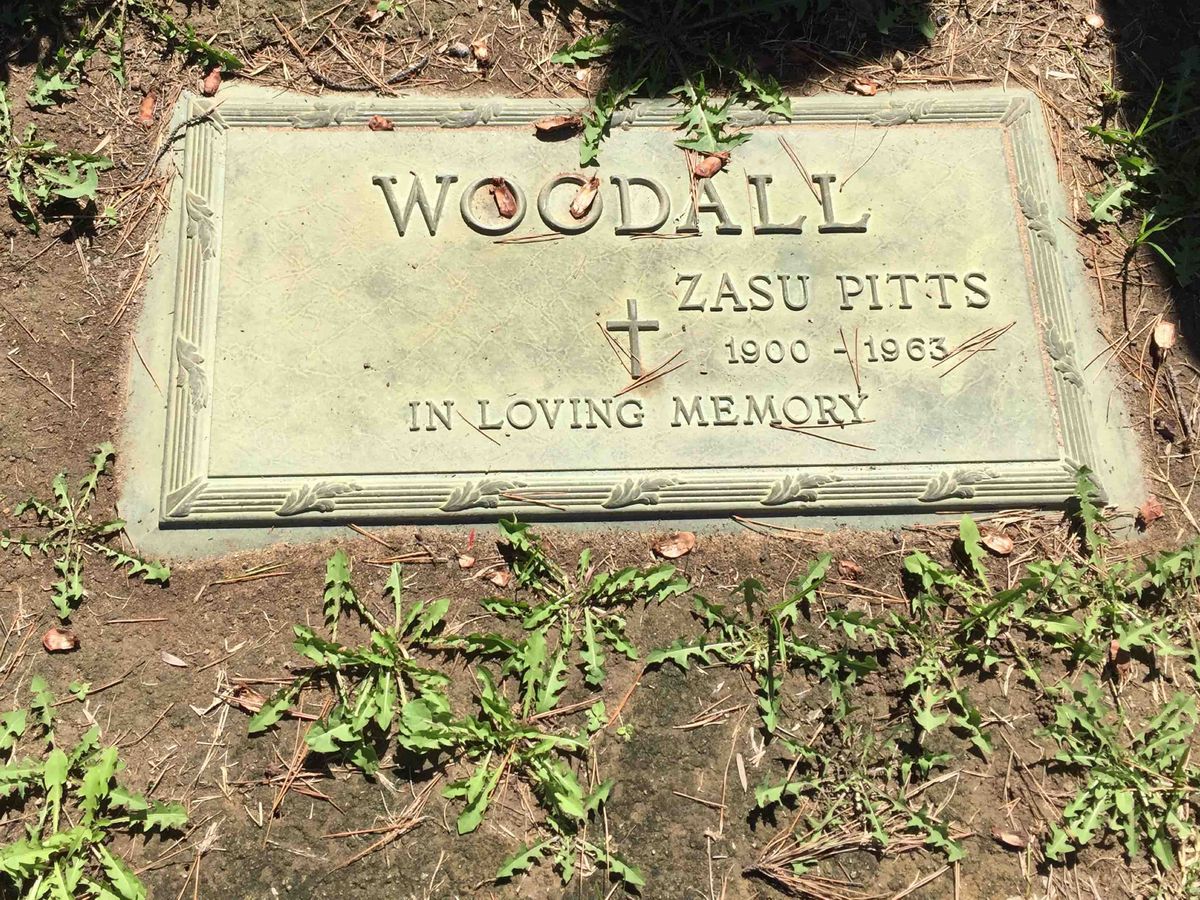 WOODALL
ZASU PITTS
1900 - 1963
IN LOVING MEMORY